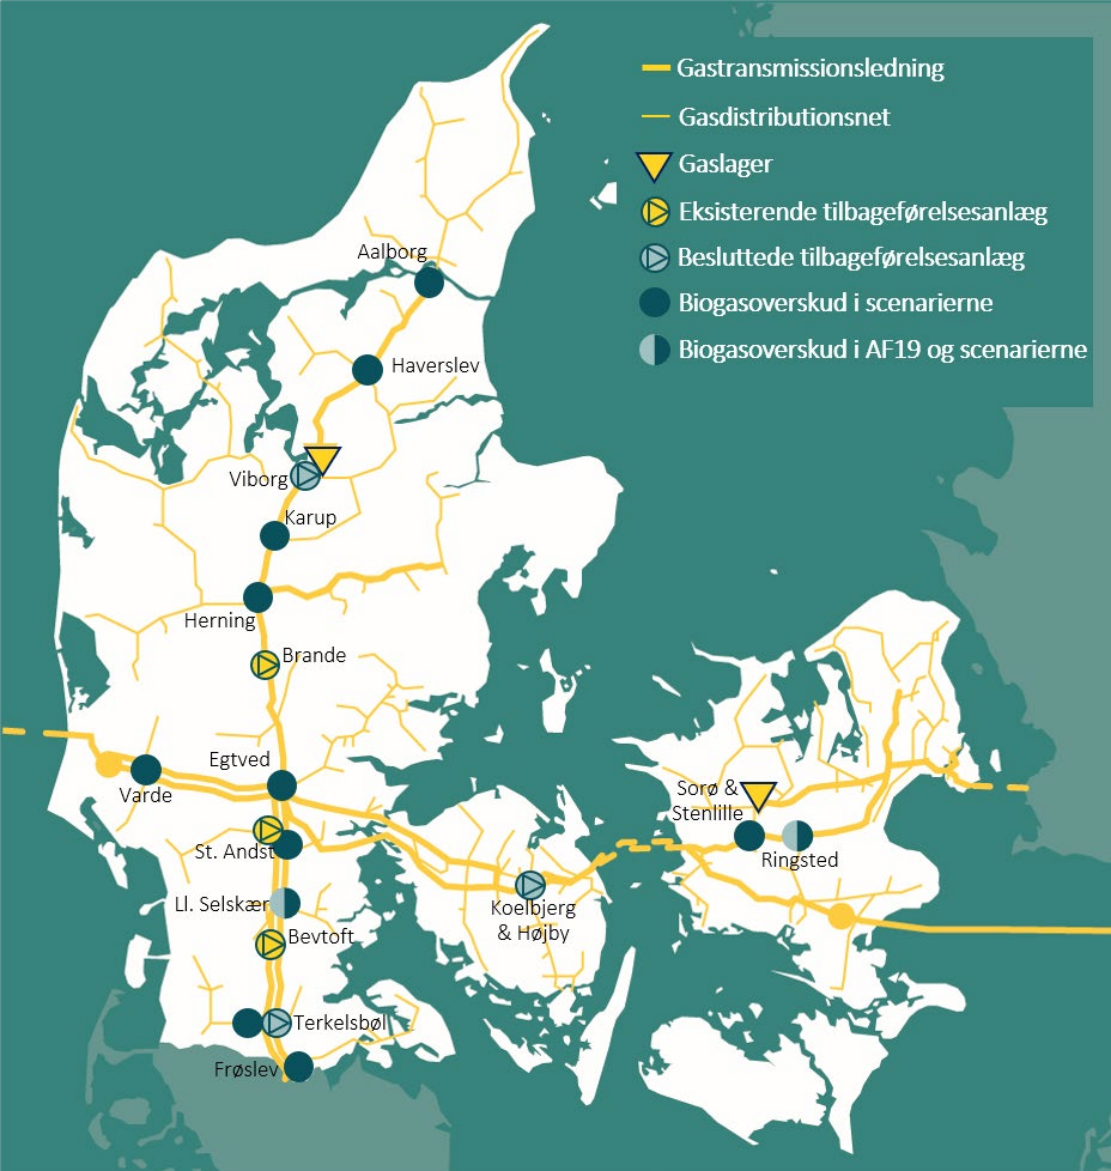 Gastransmissionsledning
Gasdistributionsnet
Gaslager
Eksisterende tilbageførelsesanlæg
Besluttede tilbageførelsesanlæg
Biogasoverskud i scenarierne
Biogasoverskud i AF19 og scenarierne
Aalborg
Haverslev
Viborg
Karup
Herning
Brande
Egtved
Varde
St. Andst
Ll. Selskær
Bevtoft
Terkelsbøl
Frøslev
Koelbjerg
& Højby
Sorø &
Stenlille
Ringsted